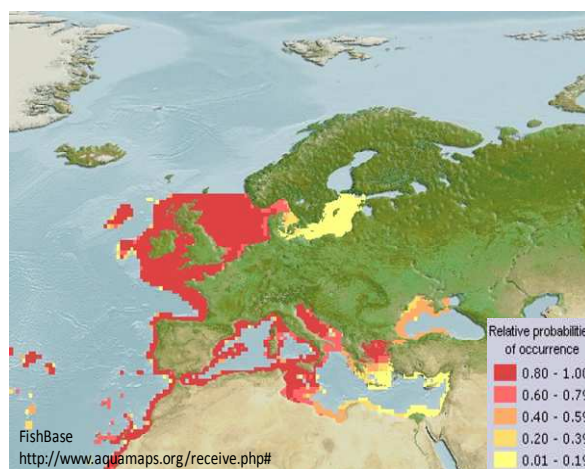 Relative probabilitie
of occurrence
0.80 - 1.00
0.60 - 0.79
0.40 - 0.59
0.20 - 0.39
0.01 - 0.19
FishBase
http://www.aquamaps.org/receive.php#